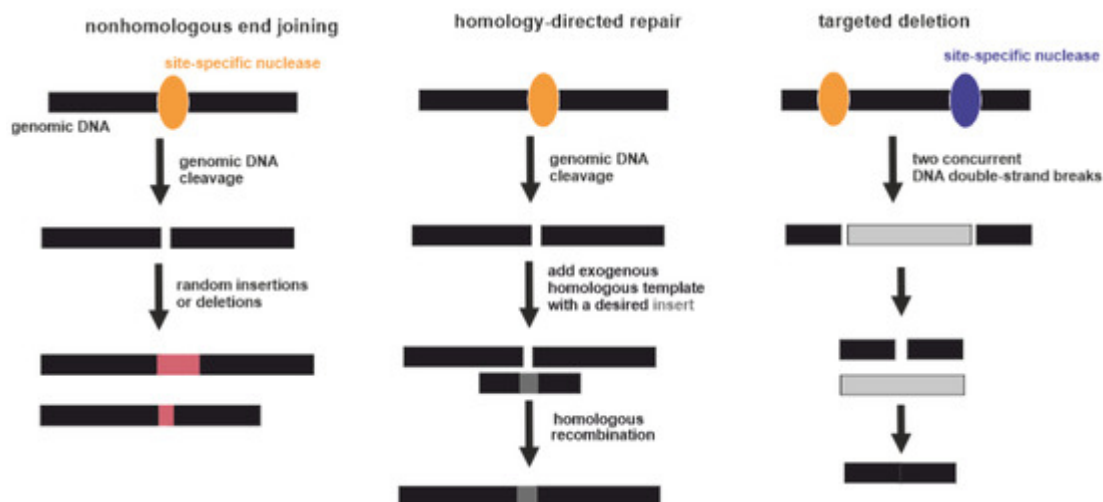 nonhomologous end joining
site-specific nuclease
genomic DNA
genomic DNA
cleavage
random insertions
or deletions
homology-directed repair
genomic DNA
cleavage
add exogenous
homologous template
with a desired insert
homologous
recombination
targeted deletion
site-specific nuclease
two concurrent
DNA double-strand breaks